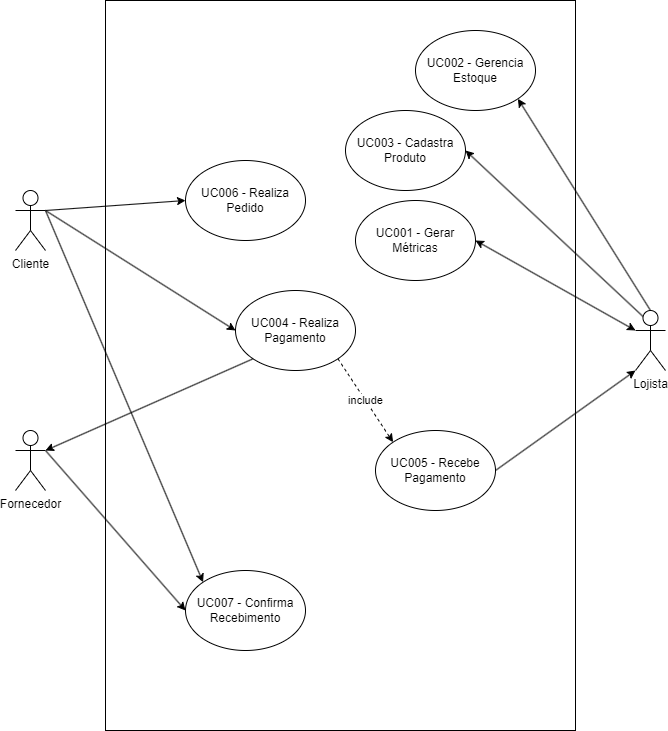 UC002 - Gerencia
Estoque
UC003 - Cadastra
Produto
UC006 - Realiza
Pedido
UC001 - Gerar
Métricas
Cliente
UC004 - Realiza
Pagamento
Lojista
include
UC005 - Recebe
Pagamento
Fornecedor
UC007 - Confirma
Recebimento